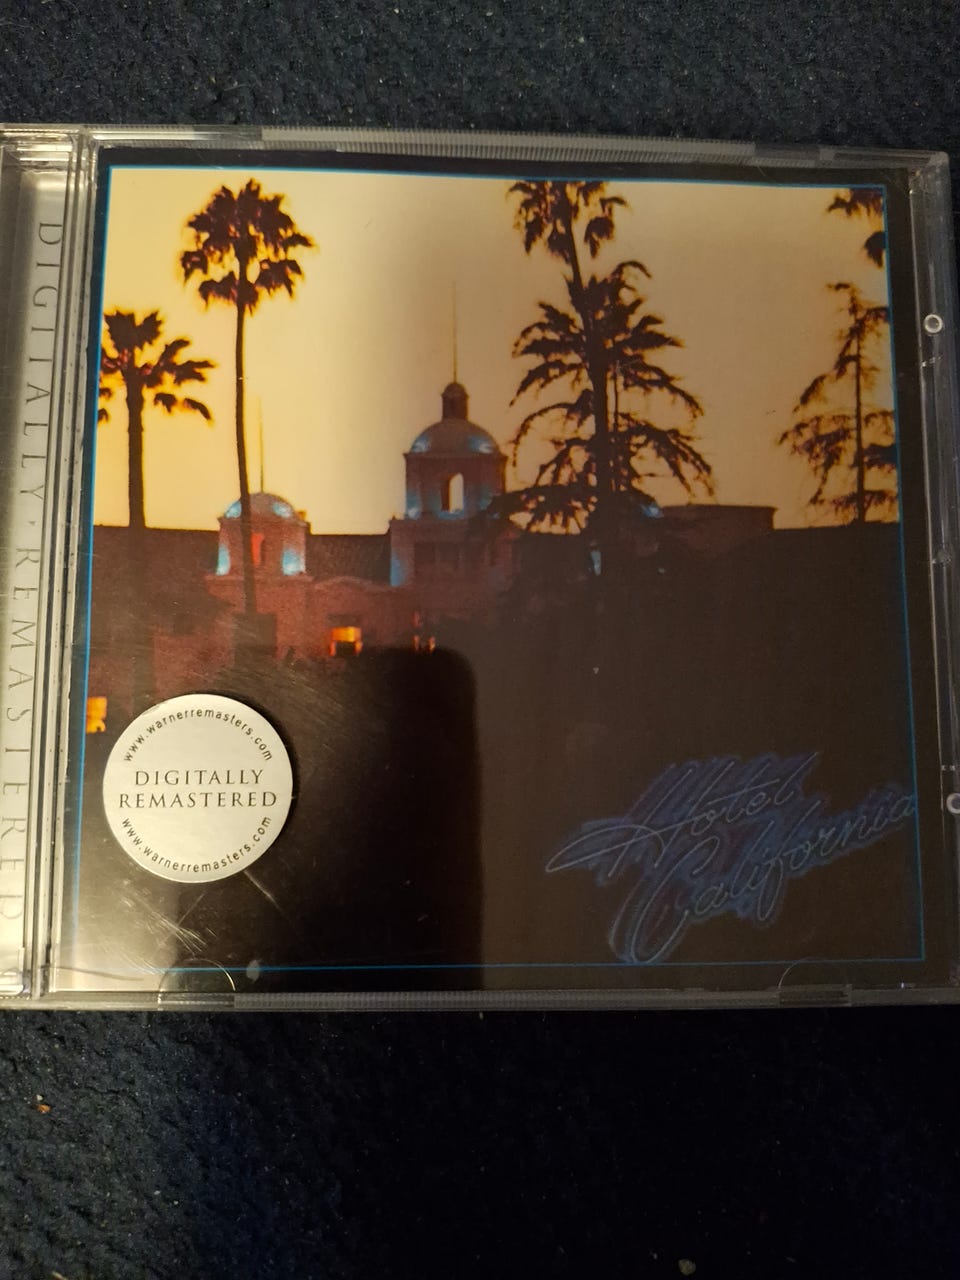 DIGITALLY·REMASTERED
www.warnerremasters.com
DIGITALLY
REMASTERED
www.warnerremasters.com
Hotel
California